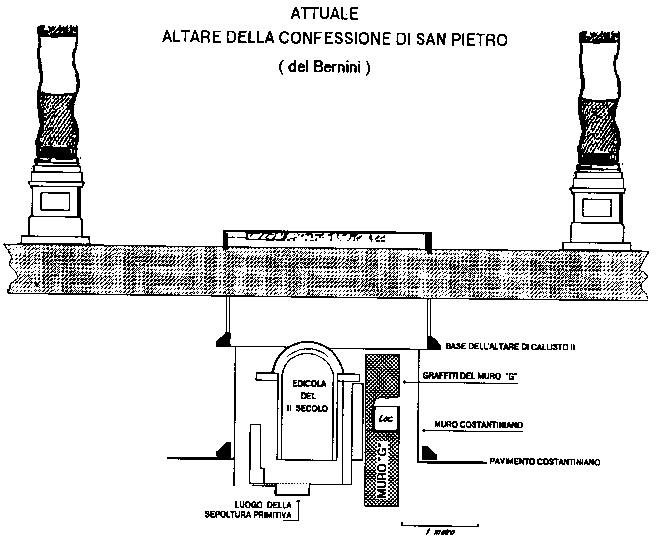 ATTUALE
ALTARE DELLA CONFESSIONE DI SAN PIETRO
( del Bernini )
BASE DELL'ALTARE DI CALLISTO II
GRAFFITI DEL MURO "G"
EDICOLA
DEL
II SECOLO
Loc
MURO COSTANTINIANO
MURO "G"
PAVIMENTO COSTANTINIANO
LUOGO DELLA
SEPOLTURA PRIMITIVA
1 metro